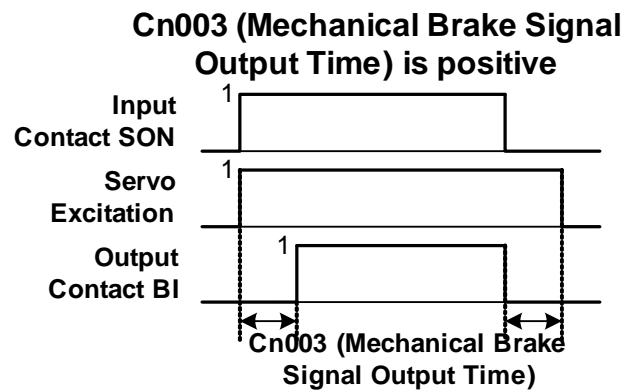 Cn003 (Mechanical Brake Signal
Output Time) is positive
Input
Contact SON
1
Servo
Excitation
1
Output
Contact BI
1
Cn003 (Mechanical Brake
Signal Output Time)